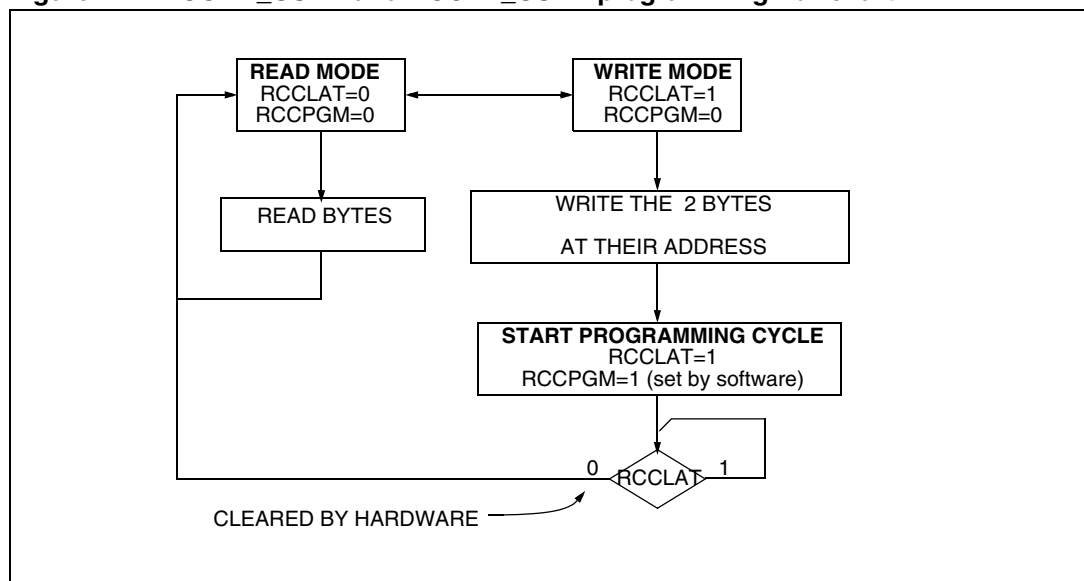 READ MODE
RCCLAT=0
RCCPGM=0
WRITE MODE
RCCLAT=1
RCCPGM=0
READ BYTES
WRITE THE 2 BYTES
AT THEIR ADDRESS
START PROGRAMMING CYCLE
RCCLAT=1
RCCPGM=1 (set by software)
0
RCCLAT
1
CLEARED BY HARDWARE